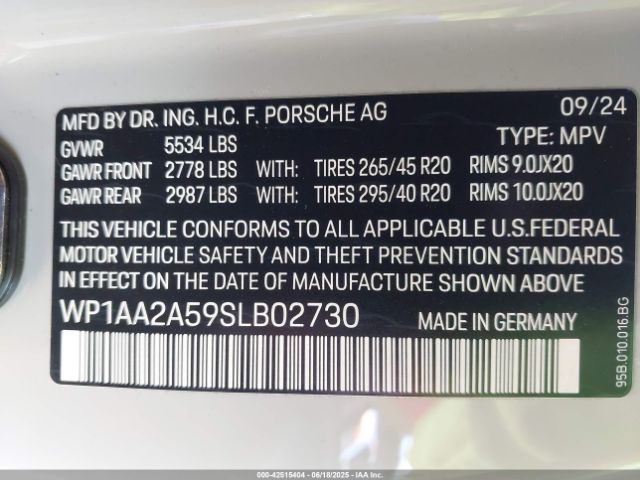 MFD BY DR. ING. H.C. F. PORSCHE AG 09/24
GVWR 5534 LBS TYPE: MPV
GAWR FRONT 2778 LBS WITH: TIRES 265/45 R20 RIMS 9.0JX20
GAWR REAR 2987 LBS WITH: TIRES 295/40 R20 RIMS 10.0JX20
THIS VEHICLE CONFORMS TO ALL APPLICABLE U.S.FEDERAL
MOTOR VEHICLE SAFETY AND THEFT PREVENTION STANDARDS
IN EFFECT ON THE DATE OF MANUFACTURE SHOWN ABOVE.
WP1AA2A59SLB02730 MADE IN GERMANY
95B.010.016.BG
000-42515404 - 06/18/2025 - IAAI.COM